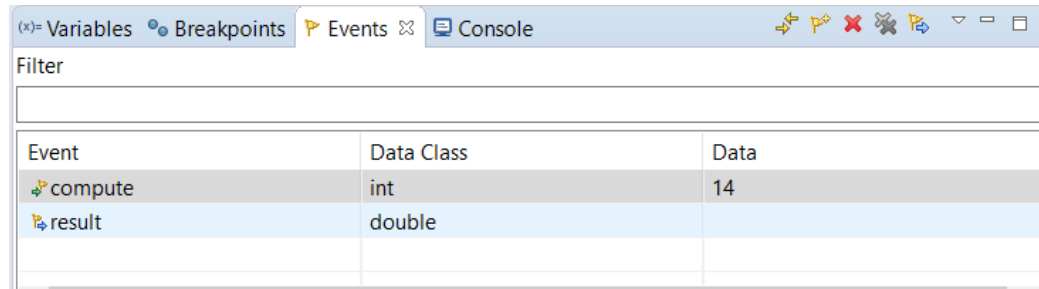 (x)= Variables Breakpoints Events Console
Filter
Event Data Class Data
compute int 14
result double